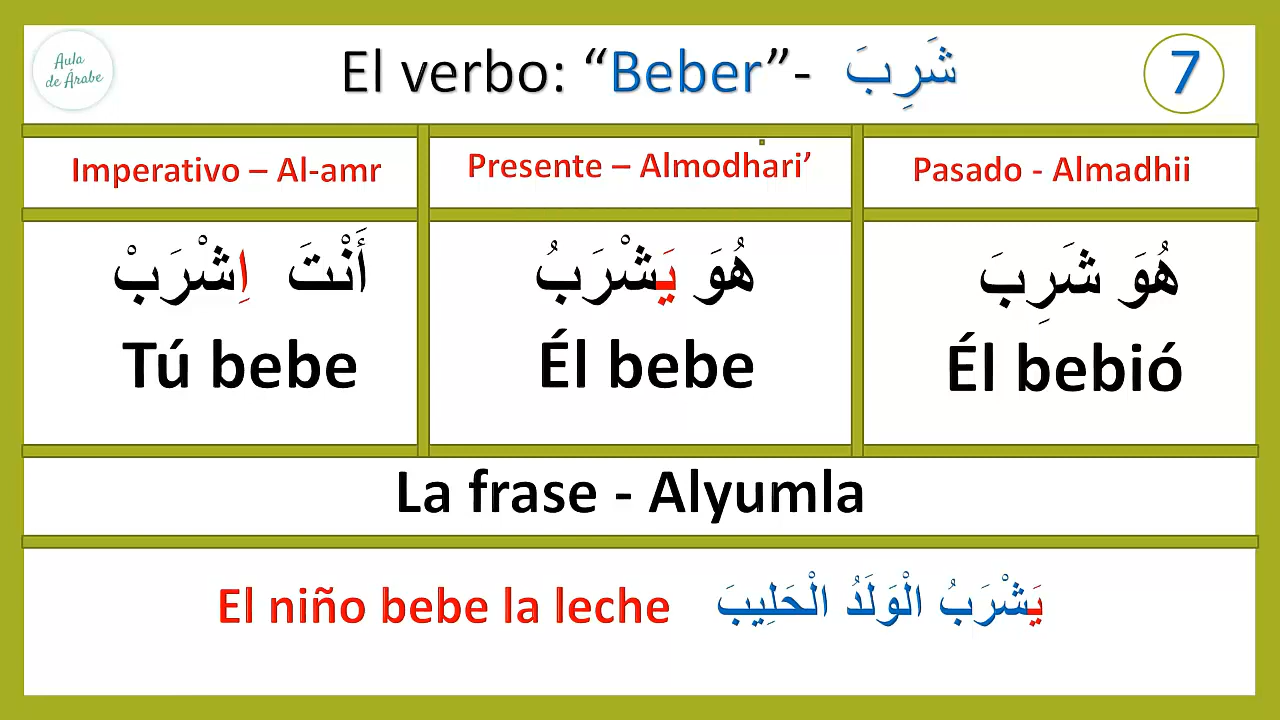 Aula
de Árabe
El verbo: “Beber”- شَرِبَ
7
Imperativo – Al-amr
Presente – Almodhari’
Pasado - Almadhii
أَنْتَ اِشْرَبْ
هُوَ يَشْرَبُ
هُوَ شَرِبَ
Tú bebe
Él bebe
Él bebió
La frase - Alyumla
El niño bebe la leche يَشْرَبُ الْوَلَدُ الْحَلِيبَ